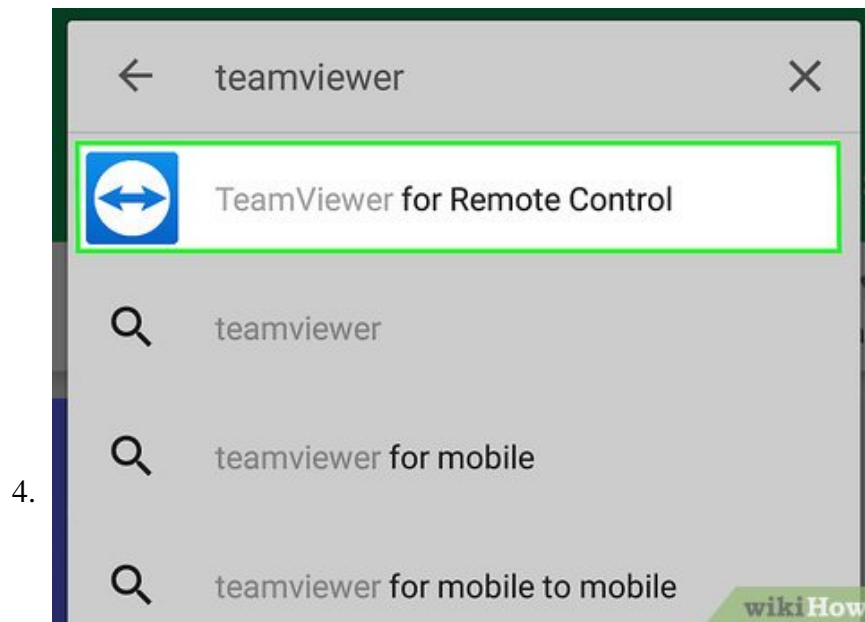 teamviewer
TeamViewer for Remote Control
teamviewer
teamviewer for mobile
4.
teamviewer for mobile to mobile
wikiHow